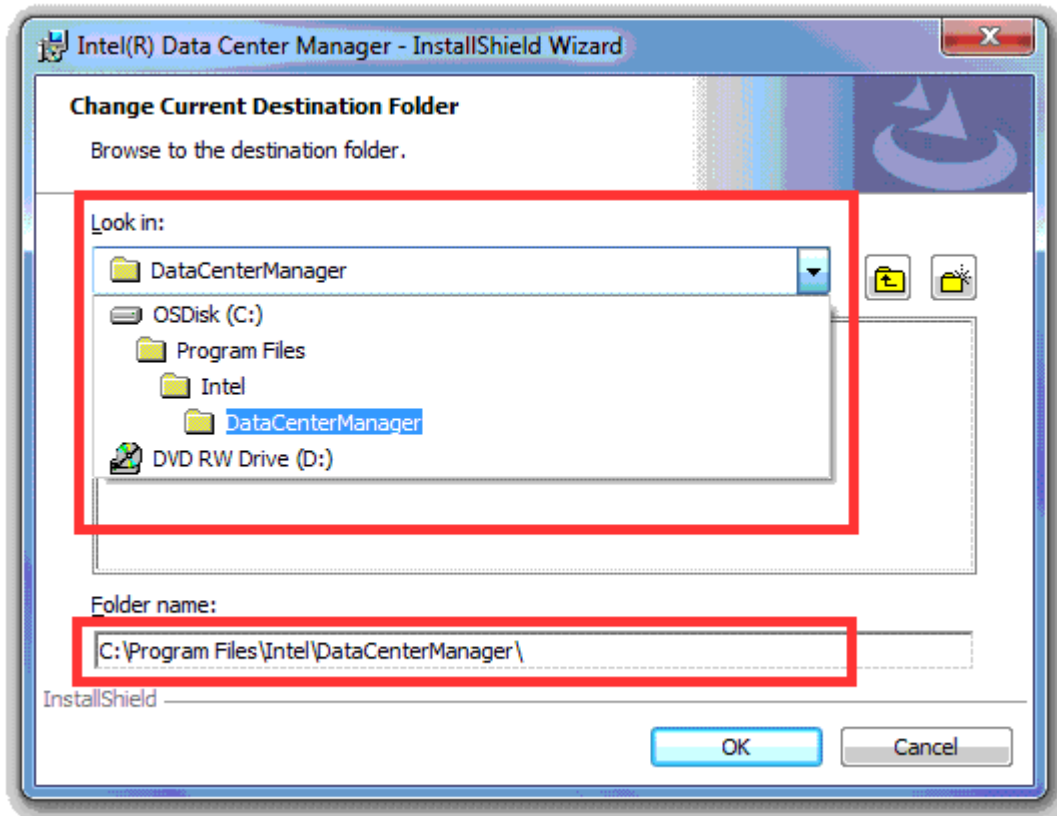 Intel(R) Data Center Manager - InstallShield Wizard
Change Current Destination Folder
Browse to the destination folder.
Look in:
DataCenterManager
OSDisk (C:)
Program Files
Intel
DataCenterManager
DVD RW Drive (D:)
Folder name:
C:\Program Files\Intel\DataCenterManager\
InstallShield
OK Cancel